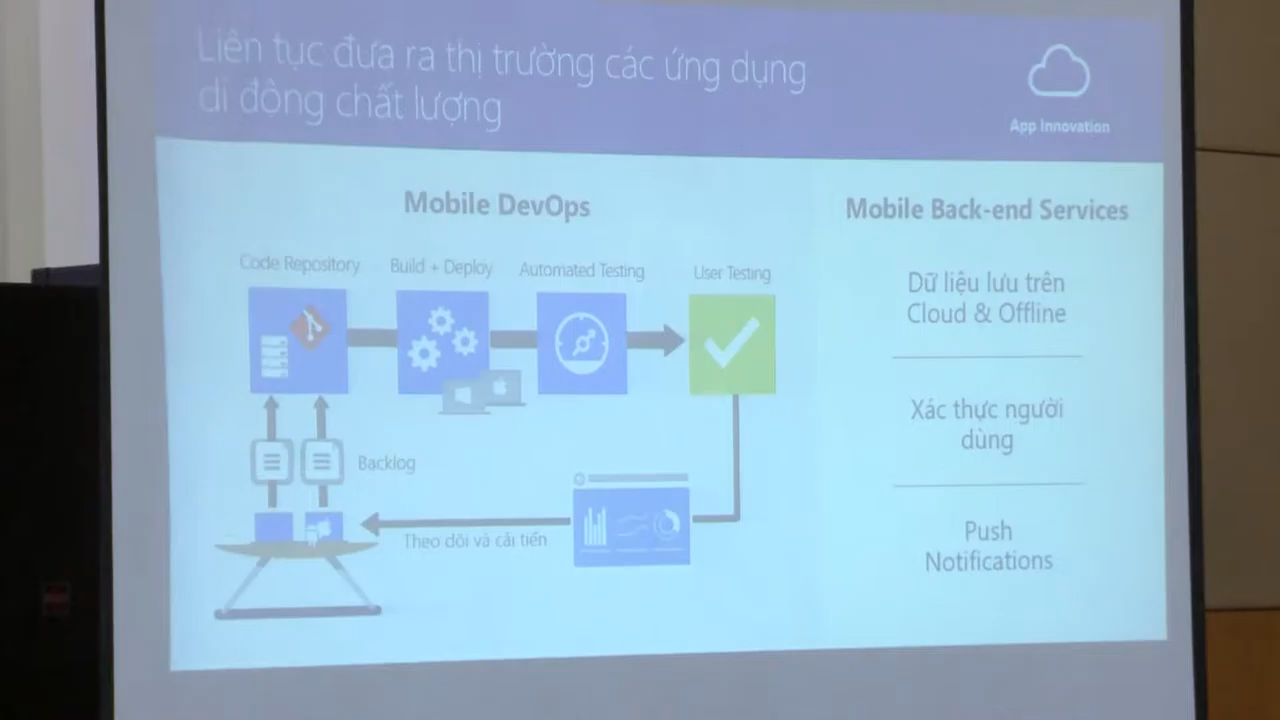 Liên tục đưa ra thị trường các ứng dụng
di động chất lượng
App Innovation
Mobile DevOps
Code Repository
Build + Deploy
Automated Testing
User Testing
Backlog
Theo dõi và cải tiến
Mobile Back-end Services
Dữ liệu lưu trên
Cloud & Offline
Xác thực người
dùng
Push
Notifications